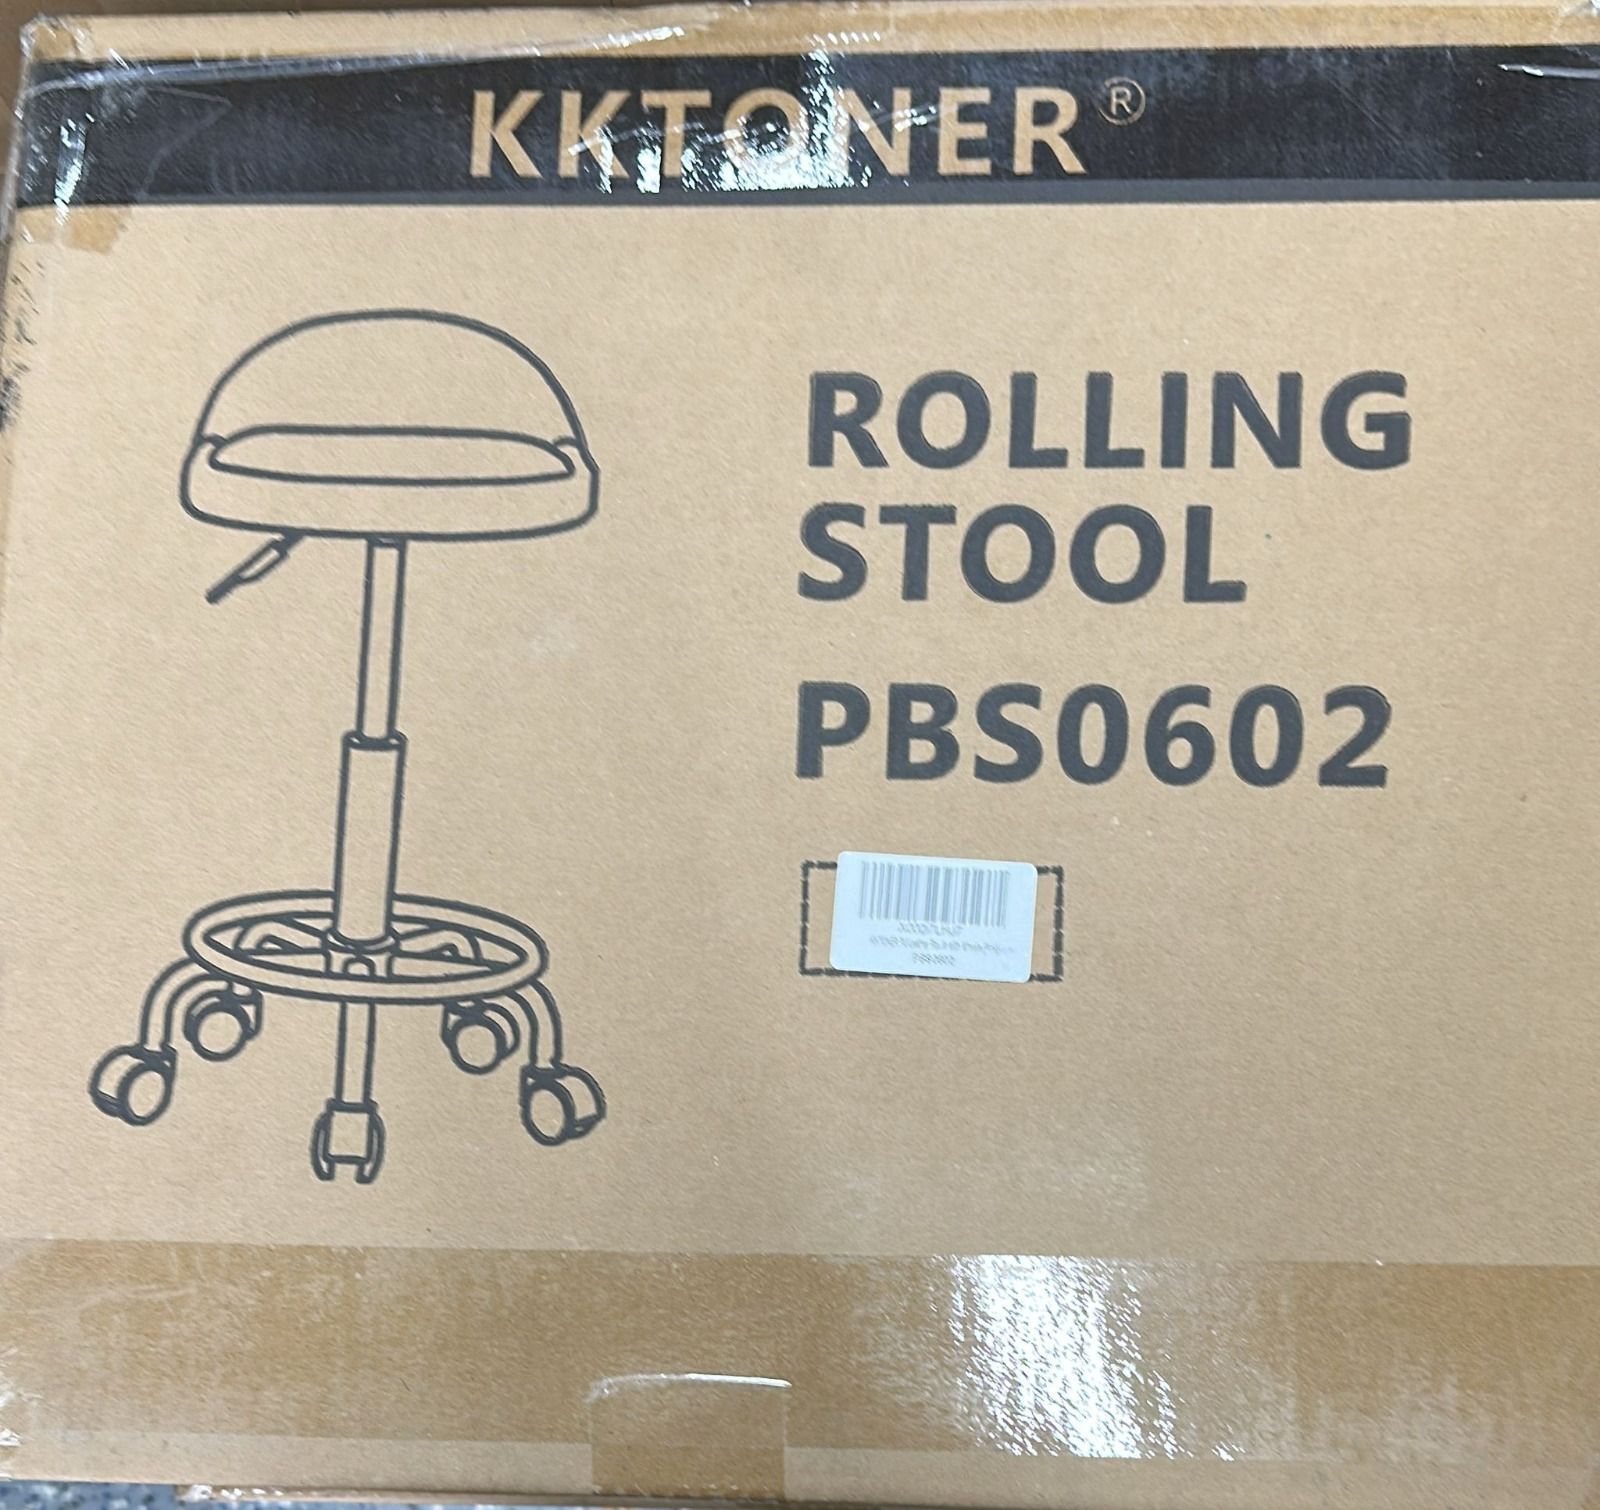 KKTONER®
ROLLING
STOOL
PBS0602